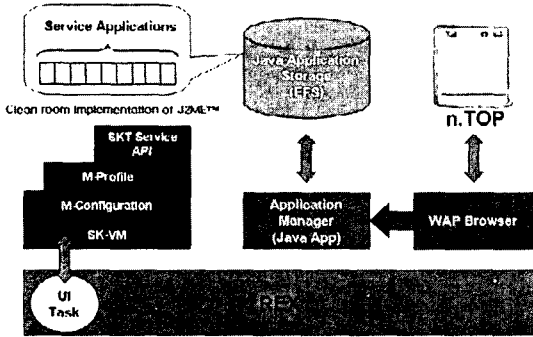 Service Applications
Java Application
Storage
(EFS)
n.TOP
Clean room Implementation of J2ME™
SKT Service
API
M-Profile
M-Configuration
SK-VM
Application
Manager
(Java App)
WAP Browser
UI
Task